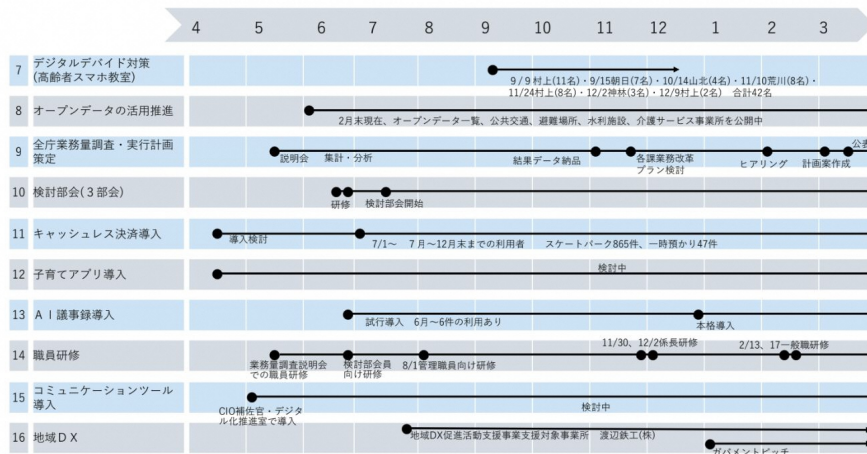 4 5 6 7 8 9 10 11 12 1 2 3
7 デジタルデバイド対策
(高齢者スマホ教室)
9/9村上(11名)・9/15朝日(7名)・10/14山北(4名)・11/10荒川(8名)・
11/24村上(8名)・12/2神林(3名)・12/9村上(2名) 合計42名
8 オープンデータの活用推進
2月末現在、オープンデータ一覧、公共交通、避難場所、水利施設、介護サービス事業所を公開中
9 全庁業務量調査・実行計画
策定
説明会 集計・分析 結果データ納品 各課業務改革
プラン検討
ヒアリング 計画案作成 公表
10 検討部会(3部会)
研修 検討部会開始
11 キャッシュレス決済導入
導入検討 7/1~ 7月~12月末までの利用者 スケートパーク865件、一時預かり47件
12 子育てアプリ導入
検討中
13 AI議事録導入
試行導入 6月~6件の利用あり 本格導入
14 職員研修
業務量調査説明会
での職員研修
検討部会員
向け研修
8/1管理職員向け研修
11/30、12/2係長研修
2/13、17一般職研修
15 コミュニケーションツール
導入
CIO補佐官・デジタ
ル化推進室で導入
検討中
16 地域DX
地域DX促進活動支援事業支援対象事業所 渡辺鉄工(株)
ガバメントピッチ